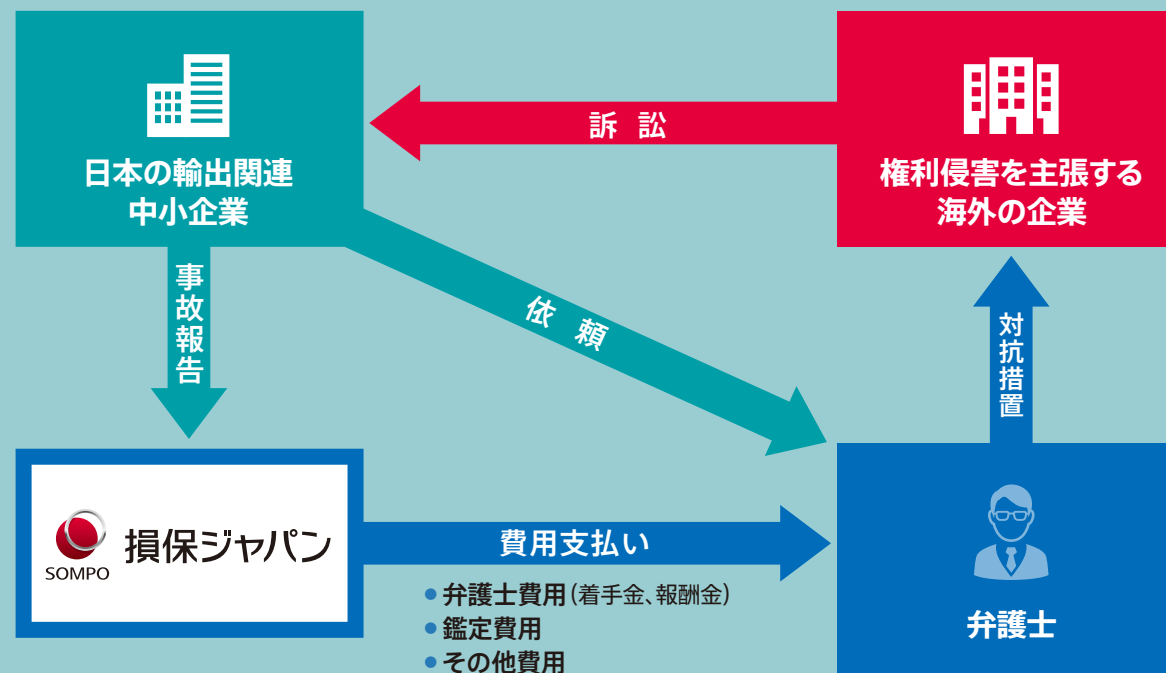 日本の輸出関連
中小企業
訴訟
権利侵害を主張する
海外の企業
事故報告
依頼
対抗措置
SOMPO
損保ジャパン
費用支払い
● 弁護士費用(着手金、報酬金)
● 鑑定費用
● その他費用
弁護士